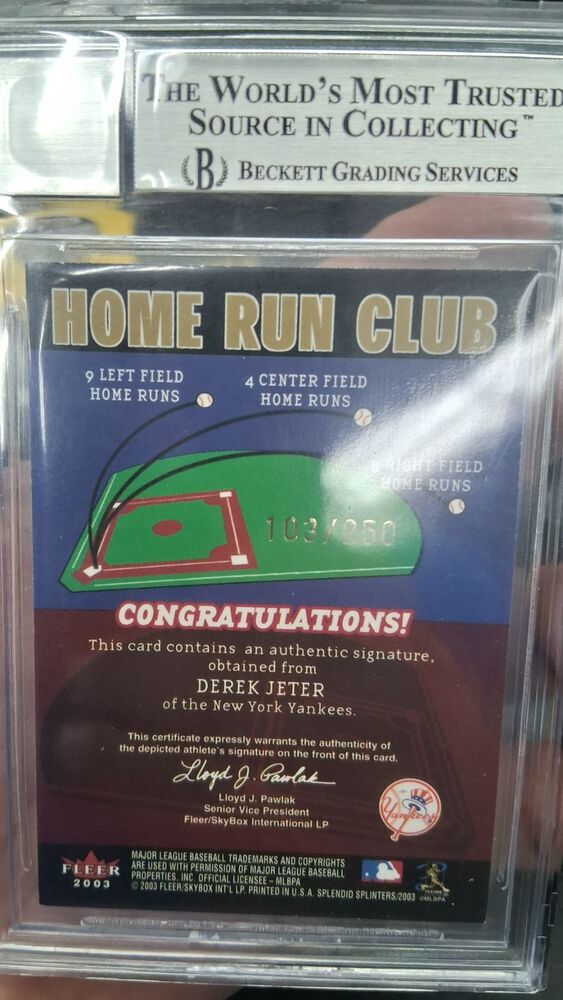 THE WORLD'S MOST TRUSTED
SOURCE IN COLLECTING™
B BECKETT GRADING SERVICES
HOME RUN CLUB
9 LEFT FIELD
HOME RUNS
4 CENTER FIELD
HOME RUNS
5 RIGHT FIELD
HOME RUNS
103/250
CONGRATULATIONS!
This card contains an authentic signature,
obtained from
DEREK JETER
of the New York Yankees.
This certificate expressly warrants the authenticity of
the depicted athlete's signature on the front of this card.
Lloyd J. Pawlak
Lloyd J. Pawlak
Senior Vice President
Fleer/SkyBox International LP
Yankees
FLEER
2003
MAJOR LEAGUE BASEBALL TRADEMARKS AND COPYRIGHTS
ARE USED WITH PERMISSION OF MAJOR LEAGUE BASEBALL
PROPERTIES, INC. OFFICIAL LICENSEE - MLBPA
© 2003 FLEER/SKYBOX INT'L LP. PRINTED IN U.S.A. SPLENDID SPLINTERS/2003
©MLBPA